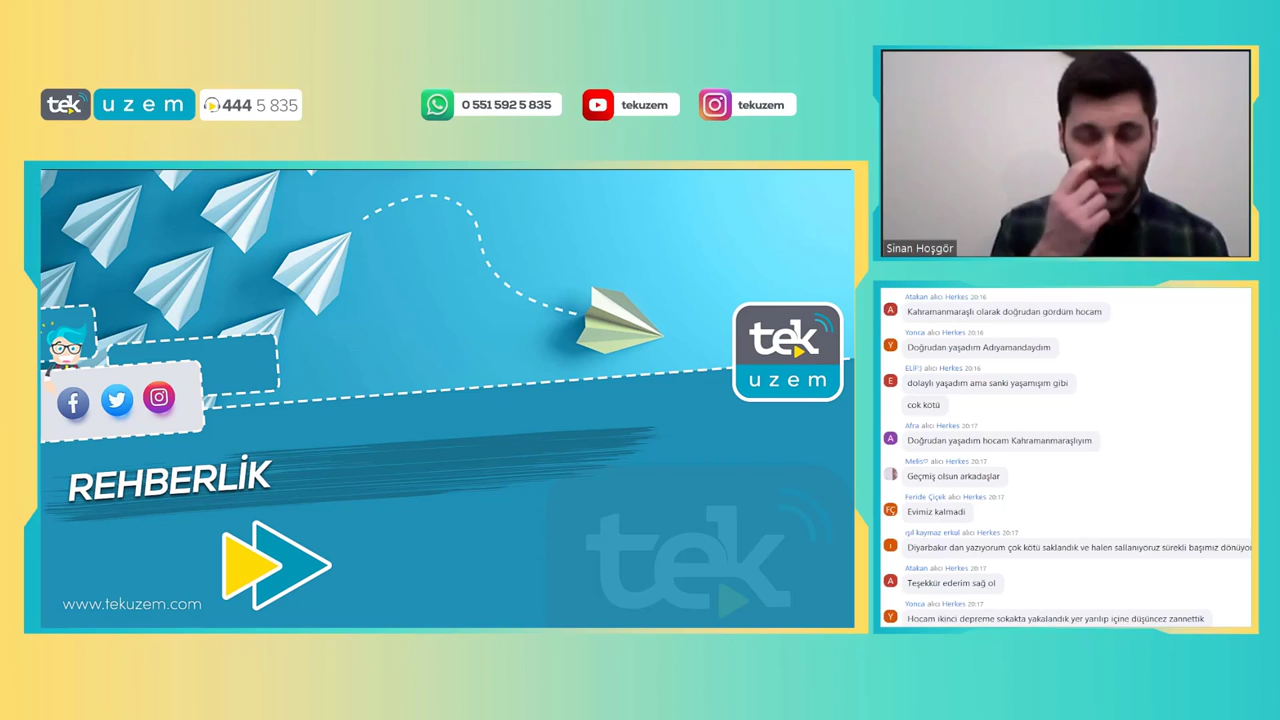 tek uzem 444 5 835
0 551 592 5 835
tekuzem
tekuzem
Sinan Hoşgör
tek
uzem
REHBERLİK
www.tekuzem.com
tek
Atakan alıcı Herkes 20:16
A
Kahramanmaraşlı olarak doğrudan gördüm hocam
Yonca alıcı Herkes 20:16
Y
Doğrudan yaşadım Adıyamandaydım
ELİF:) alıcı Herkes 20:16
E
dolaylı yaşadım ama sanki yaşamışım gibi
cok kötü
Afra alıcı Herkes 20:17
A
Doğrudan yaşadım hocam Kahramanmaraşlıyım
Melis♡ alıcı Herkes 20:17
Geçmiş olsun arkadaşlar
Feride Çiçek alıcı Herkes 20:17
FÇ
Evimiz kalmadi
ışıl kaymaz erkul alıcı Herkes 20:17
ı
Diyarbakır dan yazıyorum çok kötü saklandık ve halen sallanıyoruz sürekli başımız dönüyo
Atakan alıcı Herkes 20:17
A
Teşekkür ederim sağ ol
Yonca alıcı Herkes 20:17
Y
Hocam ikinci depreme sokakta yakalandık yer yarılıp içine düşüncez zannettik